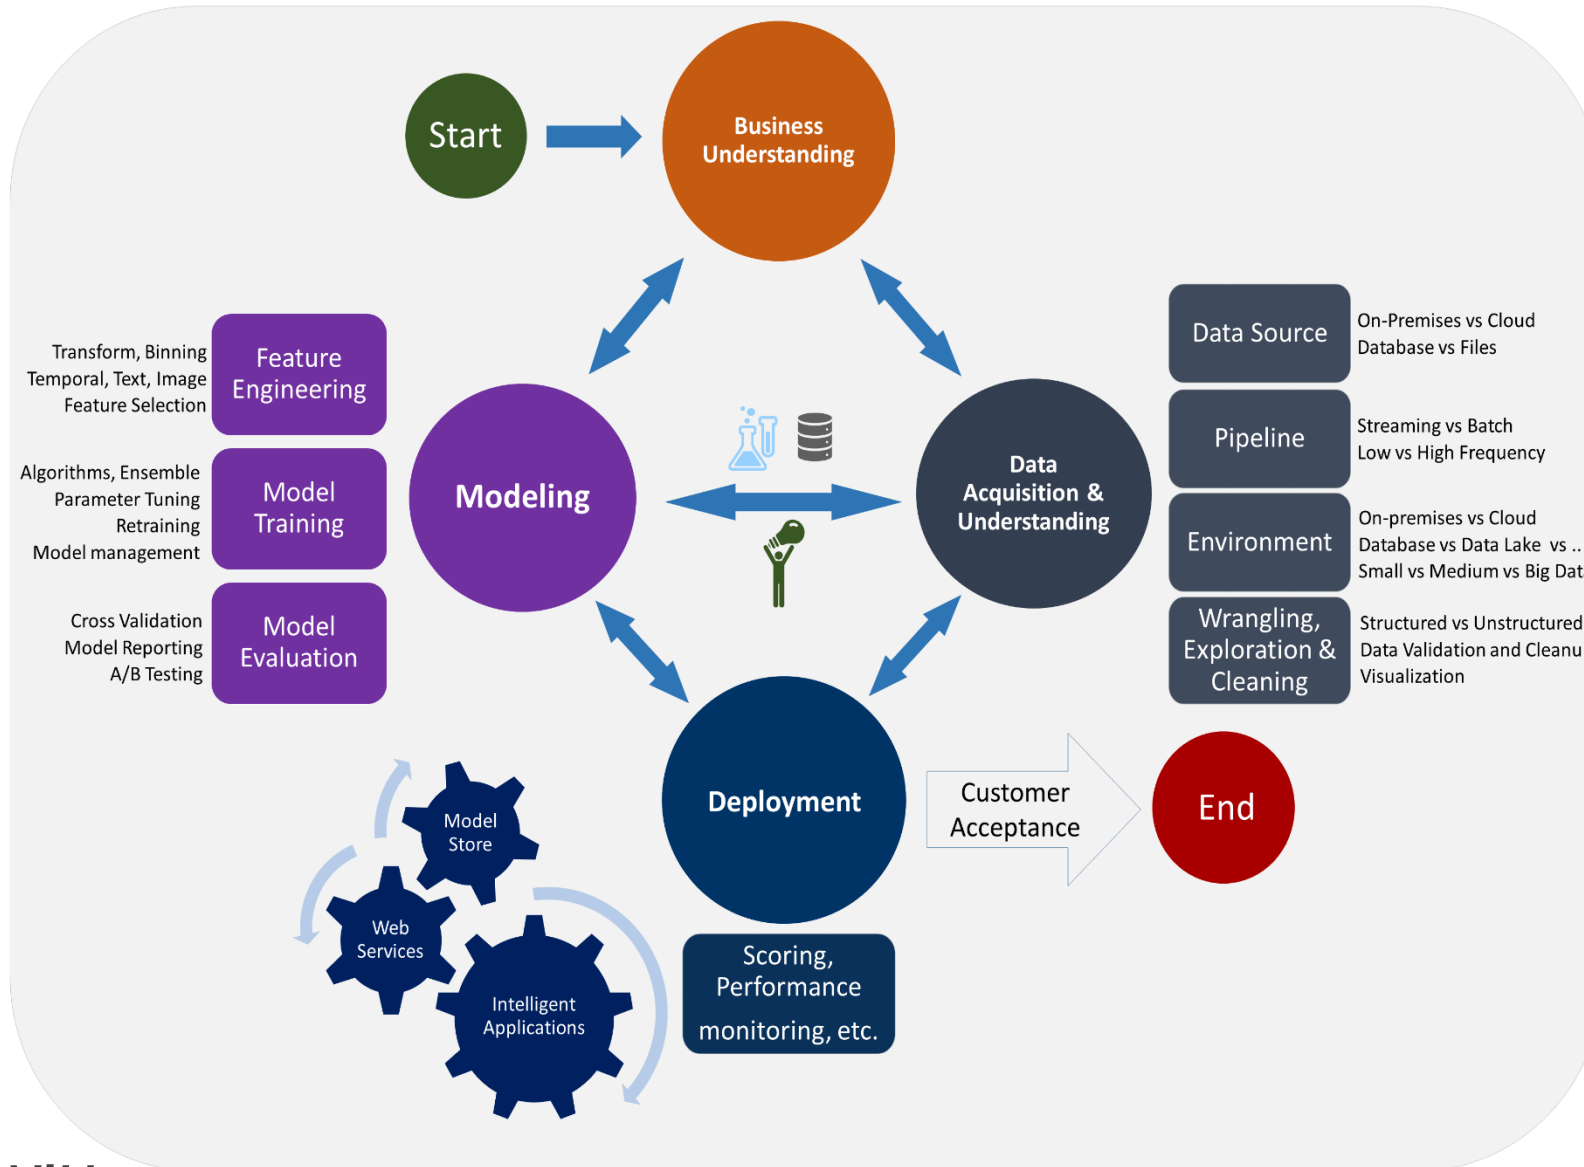 Start
Business
Understanding
Transform, Binning
Temporal, Text, Image
Feature Selection
Feature
Engineering
Algorithms, Ensemble
Parameter Tuning
Retraining
Model management
Model
Training
Cross Validation
Model Reporting
A/B Testing
Model
Evaluation
Modeling
Data
Acquisition &
Understanding
Data Source
On-Premises vs Cloud
Database vs Files
Pipeline
Streaming vs Batch
Low vs High Frequency
Environment
On-premises vs Cloud
Database vs Data Lake vs ..
Small vs Medium vs Big Data
Wrangling,
Exploration &
Cleaning
Structured vs Unstructured
Data Validation and Cleanu
Visualization
Deployment
Customer
Acceptance
End
Model
Store
Web
Services
Intelligent
Applications
Scoring,
Performance
monitoring, etc.